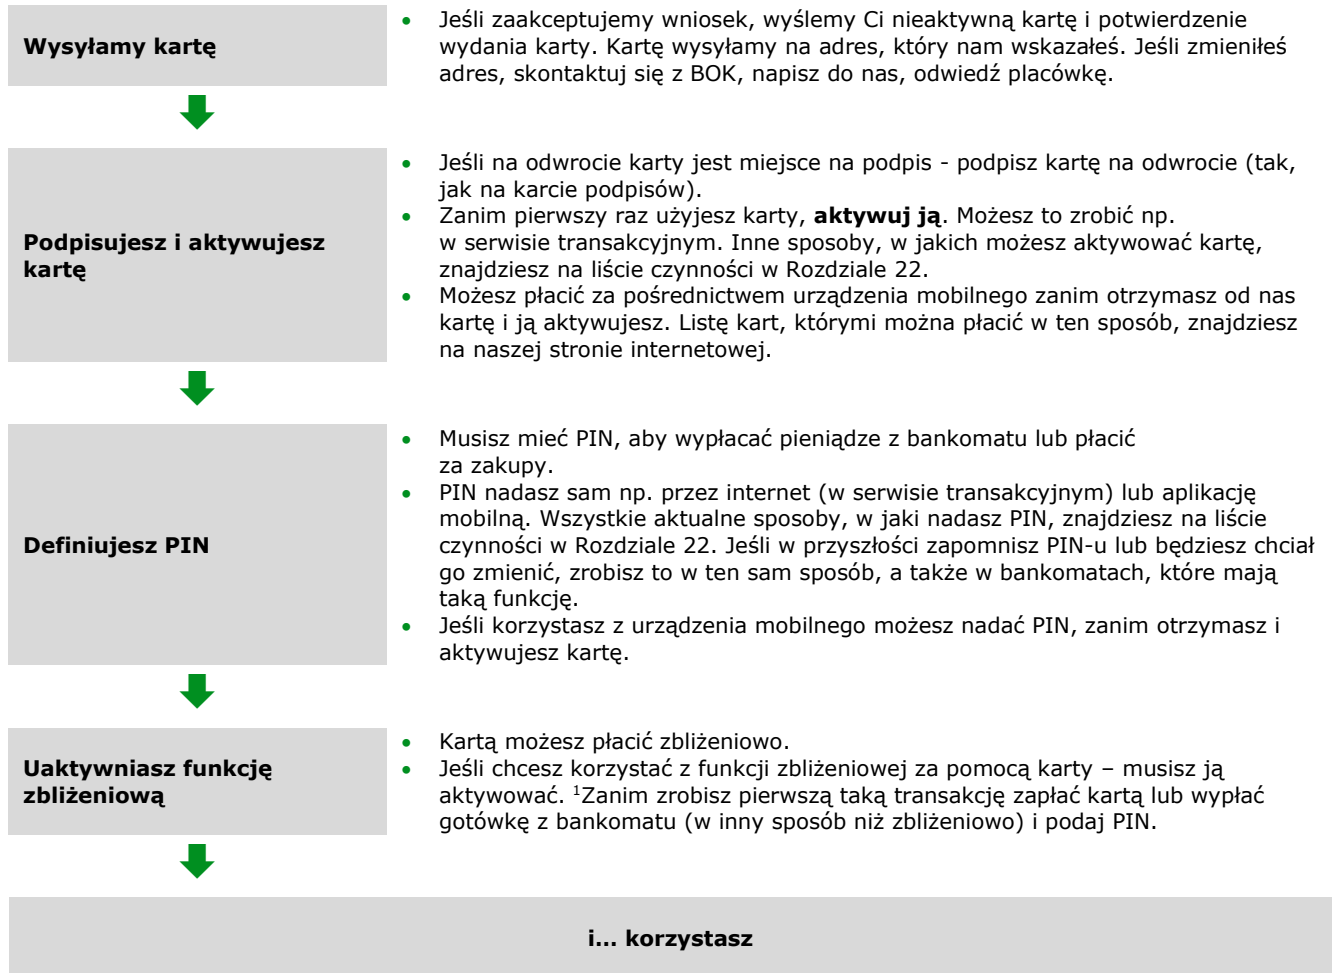 Wysyłamy kartę
• Jeśli zaakceptujemy wniosek, wyślemy Ci nieaktywną kartę i potwierdzenie
wydania karty. Kartę wysyłamy na adres, który nam wskazałeś. Jeśli zmieniłeś
adres, skontaktuj się z BOK, napisz do nas, odwiedź placówkę.
Podpisujesz i aktywujesz
kartę
• Jeśli na odwrocie karty jest miejsce na podpis - podpisz kartę na odwrocie (tak,
jak na karcie podpisów).
• Zanim pierwszy raz użyjesz karty, aktywuj ją. Możesz to zrobić np.
w serwisie transakcyjnym. Inne sposoby, w jakich możesz aktywować kartę,
znajdziesz na liście czynności w Rozdziale 22.
• Możesz płacić za pośrednictwem urządzenia mobilnego zanim otrzymasz od nas
kartę i ją aktywujesz. Listę kart, którymi można płacić w ten sposób, znajdziesz
na naszej stronie internetowej.
Definiujesz PIN
• Musisz mieć PIN, aby wypłacać pieniądze z bankomatu lub płacić
za zakupy.
• PIN nadasz sam np. przez internet (w serwisie transakcyjnym) lub aplikację
mobilną. Wszystkie aktualne sposoby, w jaki nadasz PIN, znajdziesz na liście
czynności w Rozdziale 22. Jeśli w przyszłości zapomnisz PIN-u lub będziesz chciał
go zmienić, zrobisz to w ten sam sposób, a także w bankomatach, które mają
taką funkcję.
• Jeśli korzystasz z urządzenia mobilnego możesz nadać PIN, zanim otrzymasz i
aktywujesz kartę.
Uaktywniasz funkcję
zbliżeniową
• Kartą możesz płacić zbliżeniowo.
• Jeśli chcesz korzystać z funkcji zbliżeniowej za pomocą karty – musisz ją
aktywować. ¹Zanim zrobisz pierwszą taką transakcję zapłać kartą lub wypłać
gotówkę z bankomatu (w inny sposób niż zbliżeniowo) i podaj PIN.
i... korzystasz